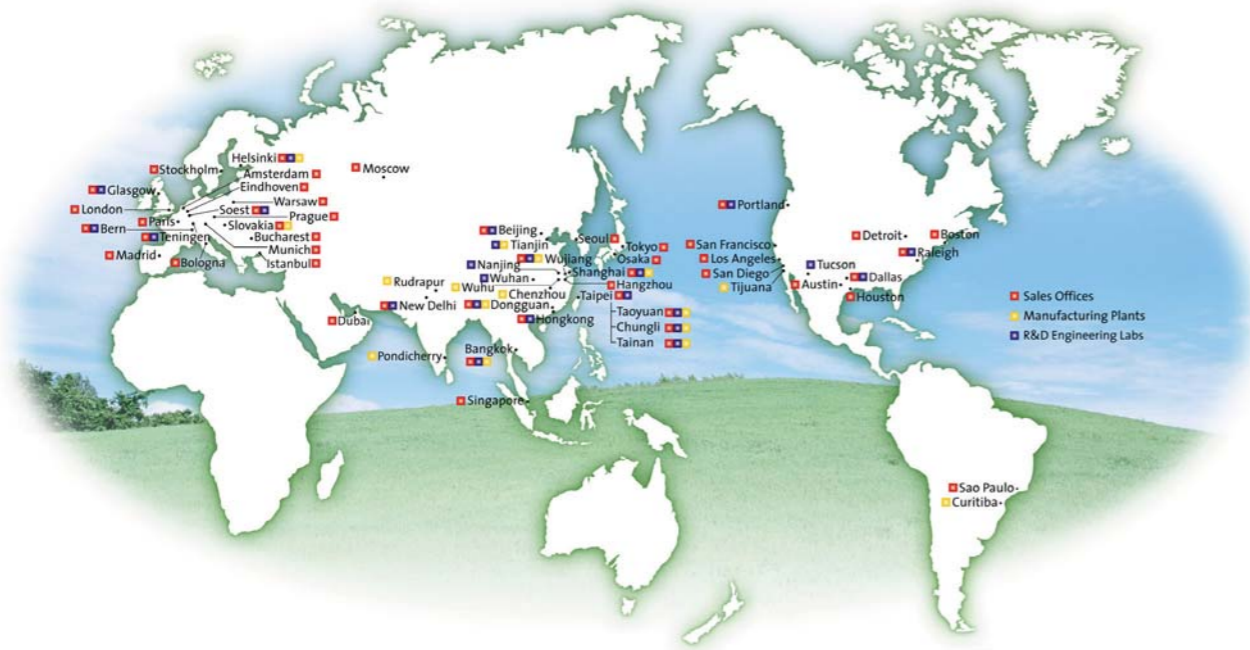 Helsinki
Stockholm
Moscow
Amsterdam
Eindhoven
Glasgow
Warsaw
London
Soest
Prague
Paris
Slovakia
Bern
Teningen
Bucharest
Munich
Madrid
Bologna
Istanbul
Beijing
Seoul
Tianjin
Tokyo
Wujiang
Osaka
Nanjing
Shanghai
Rudrapur
Wuhan
Wuhu
Hangzhou
Chenzhou
Taipei
New Delhi
Dongguan
Taoyuan
Dubai
Hongkong
Chungli
Tainan
Bangkok
Pondicherry
Singapore
Portland
Detroit
Boston
San Francisco
Raleigh
Los Angeles
Tucson
San Diego
Dallas
Tijuana
Austin
Houston
Sales Offices
Manufacturing Plants
R&D Engineering Labs
Sao Paulo
Curitiba